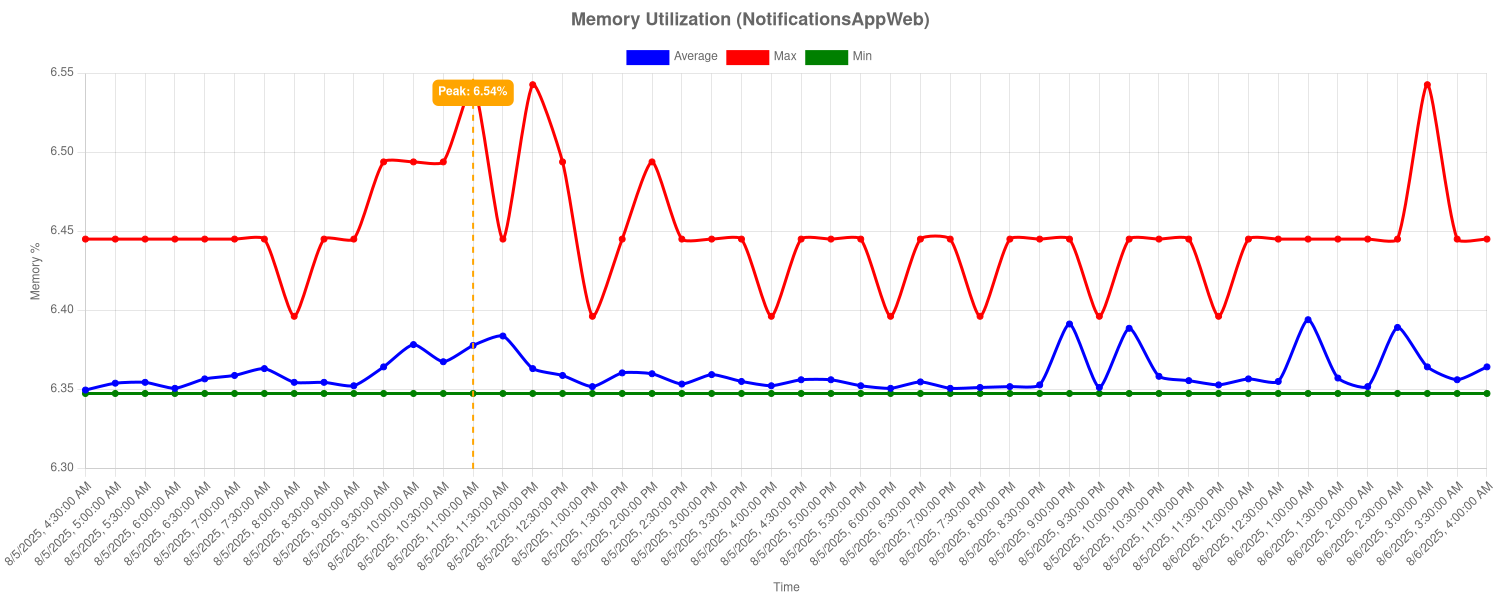 Memory Utilization (NotificationsAppWeb)
Average Max Min
Peak: 6.54%
6.55
6.50
6.45
6.40
6.35
6.30
Memory %
8/5/2025, 4:30:00 AM
8/5/2025, 5:00:00 AM
8/5/2025, 5:30:00 AM
8/5/2025, 6:00:00 AM
8/5/2025, 6:30:00 AM
8/5/2025, 7:00:00 AM
8/5/2025, 7:30:00 AM
8/5/2025, 8:00:00 AM
8/5/2025, 8:30:00 AM
8/5/2025, 9:00:00 AM
8/5/2025, 9:30:00 AM
8/5/2025, 10:00:00 AM
8/5/2025, 10:30:00 AM
8/5/2025, 11:00:00 AM
8/5/2025, 11:30:00 AM
8/5/2025, 12:00:00 PM
8/5/2025, 12:30:00 PM
8/5/2025, 1:00:00 PM
8/5/2025, 1:30:00 PM
8/5/2025, 2:00:00 PM
8/5/2025, 2:30:00 PM
8/5/2025, 3:00:00 PM
8/5/2025, 3:30:00 PM
8/5/2025, 4:00:00 PM
8/5/2025, 4:30:00 PM
8/5/2025, 5:00:00 PM
8/5/2025, 5:30:00 PM
8/5/2025, 6:00:00 PM
8/5/2025, 6:30:00 PM
8/5/2025, 7:00:00 PM
8/5/2025, 7:30:00 PM
8/5/2025, 8:00:00 PM
8/5/2025, 8:30:00 PM
8/5/2025, 9:00:00 PM
8/5/2025, 9:30:00 PM
8/5/2025, 10:00:00 PM
8/5/2025, 10:30:00 PM
8/5/2025, 11:00:00 PM
8/5/2025, 11:30:00 PM
8/6/2025, 12:00:00 AM
8/6/2025, 12:30:00 AM
8/6/2025, 1:00:00 AM
8/6/2025, 1:30:00 AM
8/6/2025, 2:00:00 AM
8/6/2025, 2:30:00 AM
8/6/2025, 3:00:00 AM
8/6/2025, 3:30:00 AM
8/6/2025, 4:00:00 AM
Time